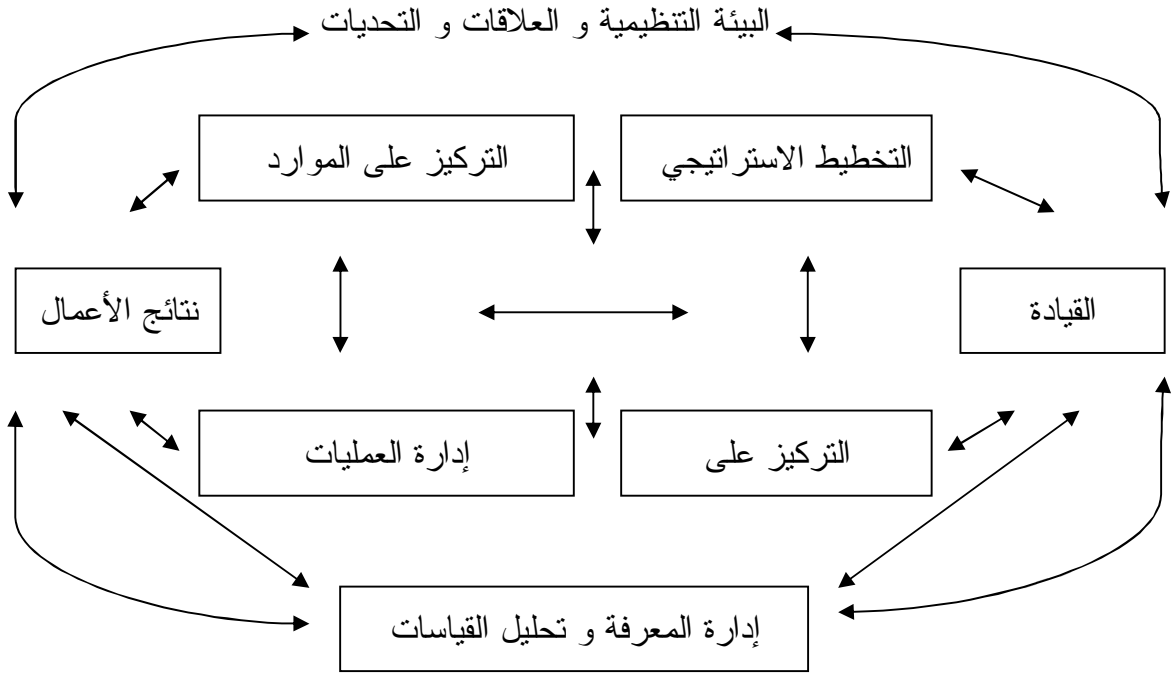 البيئة التنظيمية و العلاقات و التحديات
التخطيط الاستراتيجي
التركيز على الموارد
القيادة
نتائج الأعمال
التركيز على
إدارة العمليات
إدارة المعرفة و تحليل القياسات